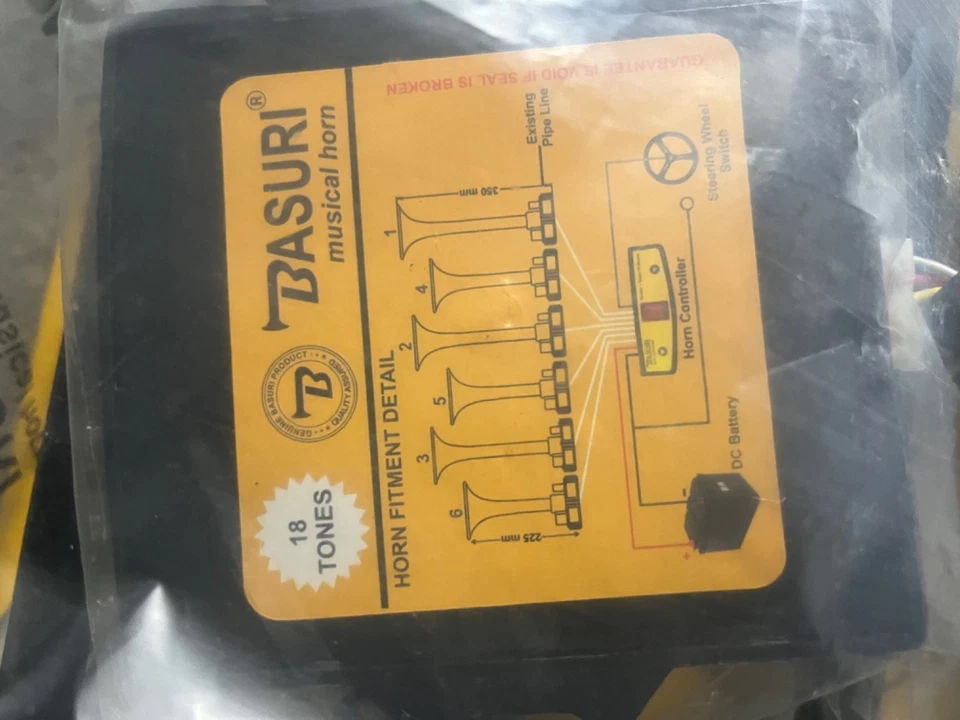 18
TONES
GENUINE BASURI PRODUCT
QUALITY ASSURED
B
BASURI®
musical horn
HORN FITMENT DETAIL
6
3
5
2
4
1
225 mm
350 mm
Existing
Pipe Line
DC Battery
+
-
Horn Controller
Steering Wheel
Switch
GUARANTEE IS VOID IF SEAL IS BROKEN